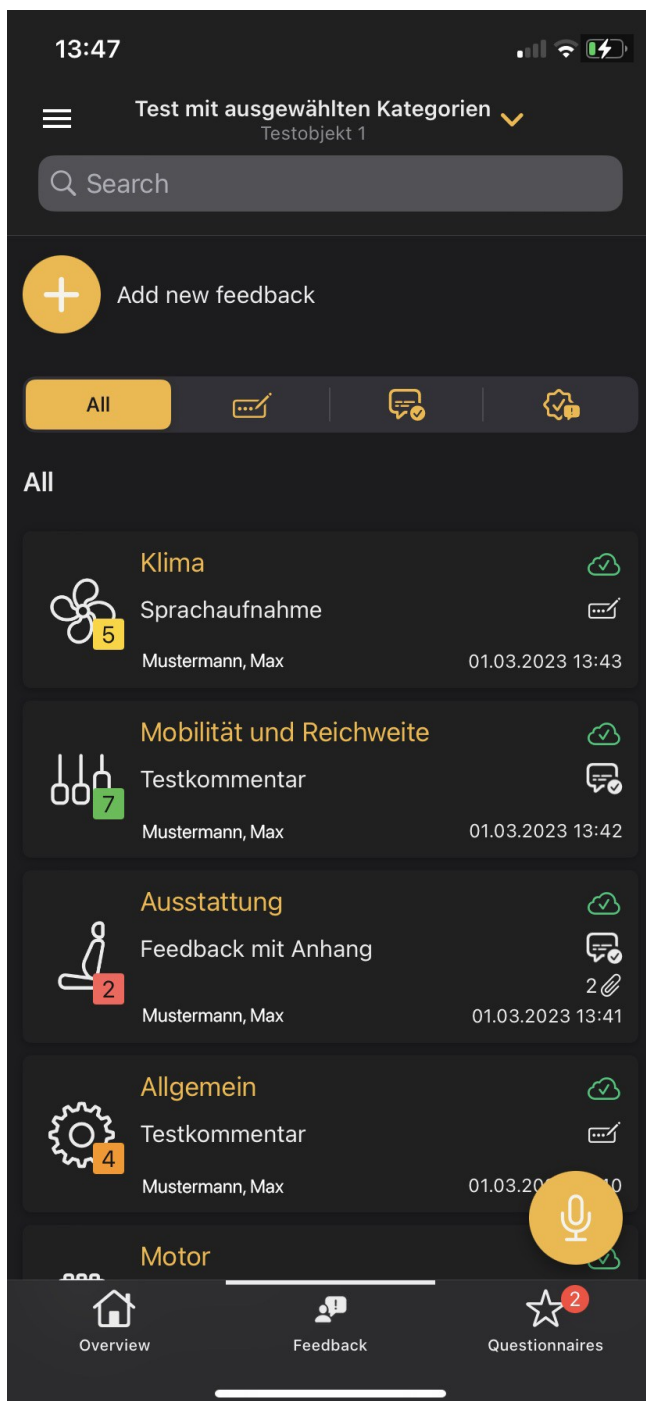 13:47
Test mit ausgewählten Kategorien
Testobjekt 1
Search
Add new feedback
All
All
Klima
Sprachaufnahme
5
Mustermann, Max 01.03.2023 13:43
Mobilität und Reichweite
Testkommentar
7
Mustermann, Max 01.03.2023 13:42
Ausstattung
Feedback mit Anhang
2 2
Mustermann, Max 01.03.2023 13:41
Allgemein
Testkommentar
4
Mustermann, Max 01.03.20
Motor
2
Overview Feedback Questionnaires